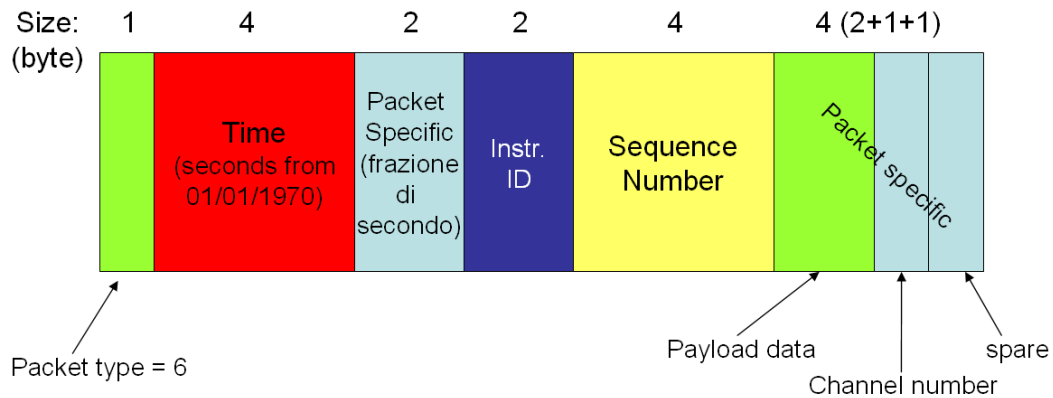 Size: 1 4 2 2 4 4 (2+1+1)
(byte)
Time
(seconds from
01/01/1970)
Packet
Specific
(frazione
di
secondo)
Instr.
ID
Sequence
Number
Packet specific
Packet type = 6
Payload data
Channel number
spare